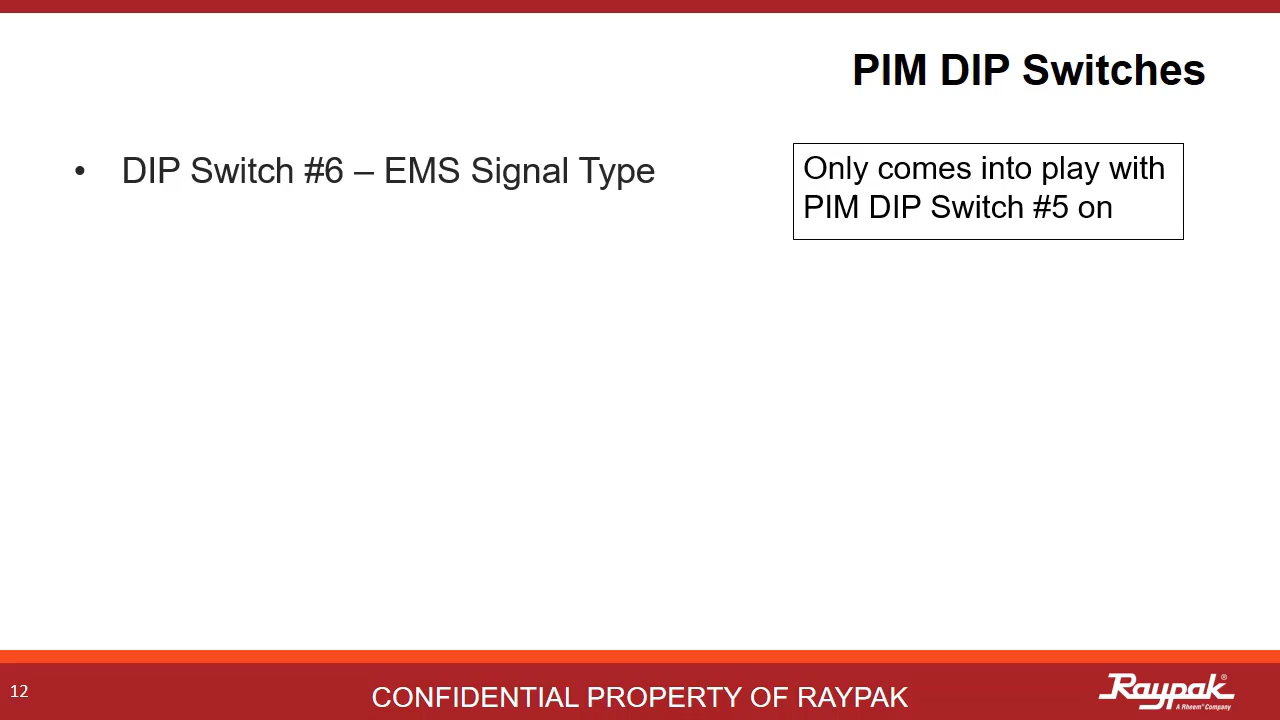 PIM DIP Switches
• DIP Switch #6 – EMS Signal Type
Only comes into play with
PIM DIP Switch #5 on
12
CONFIDENTIAL PROPERTY OF RAYPAK
Raypak®
A Rheem® Company